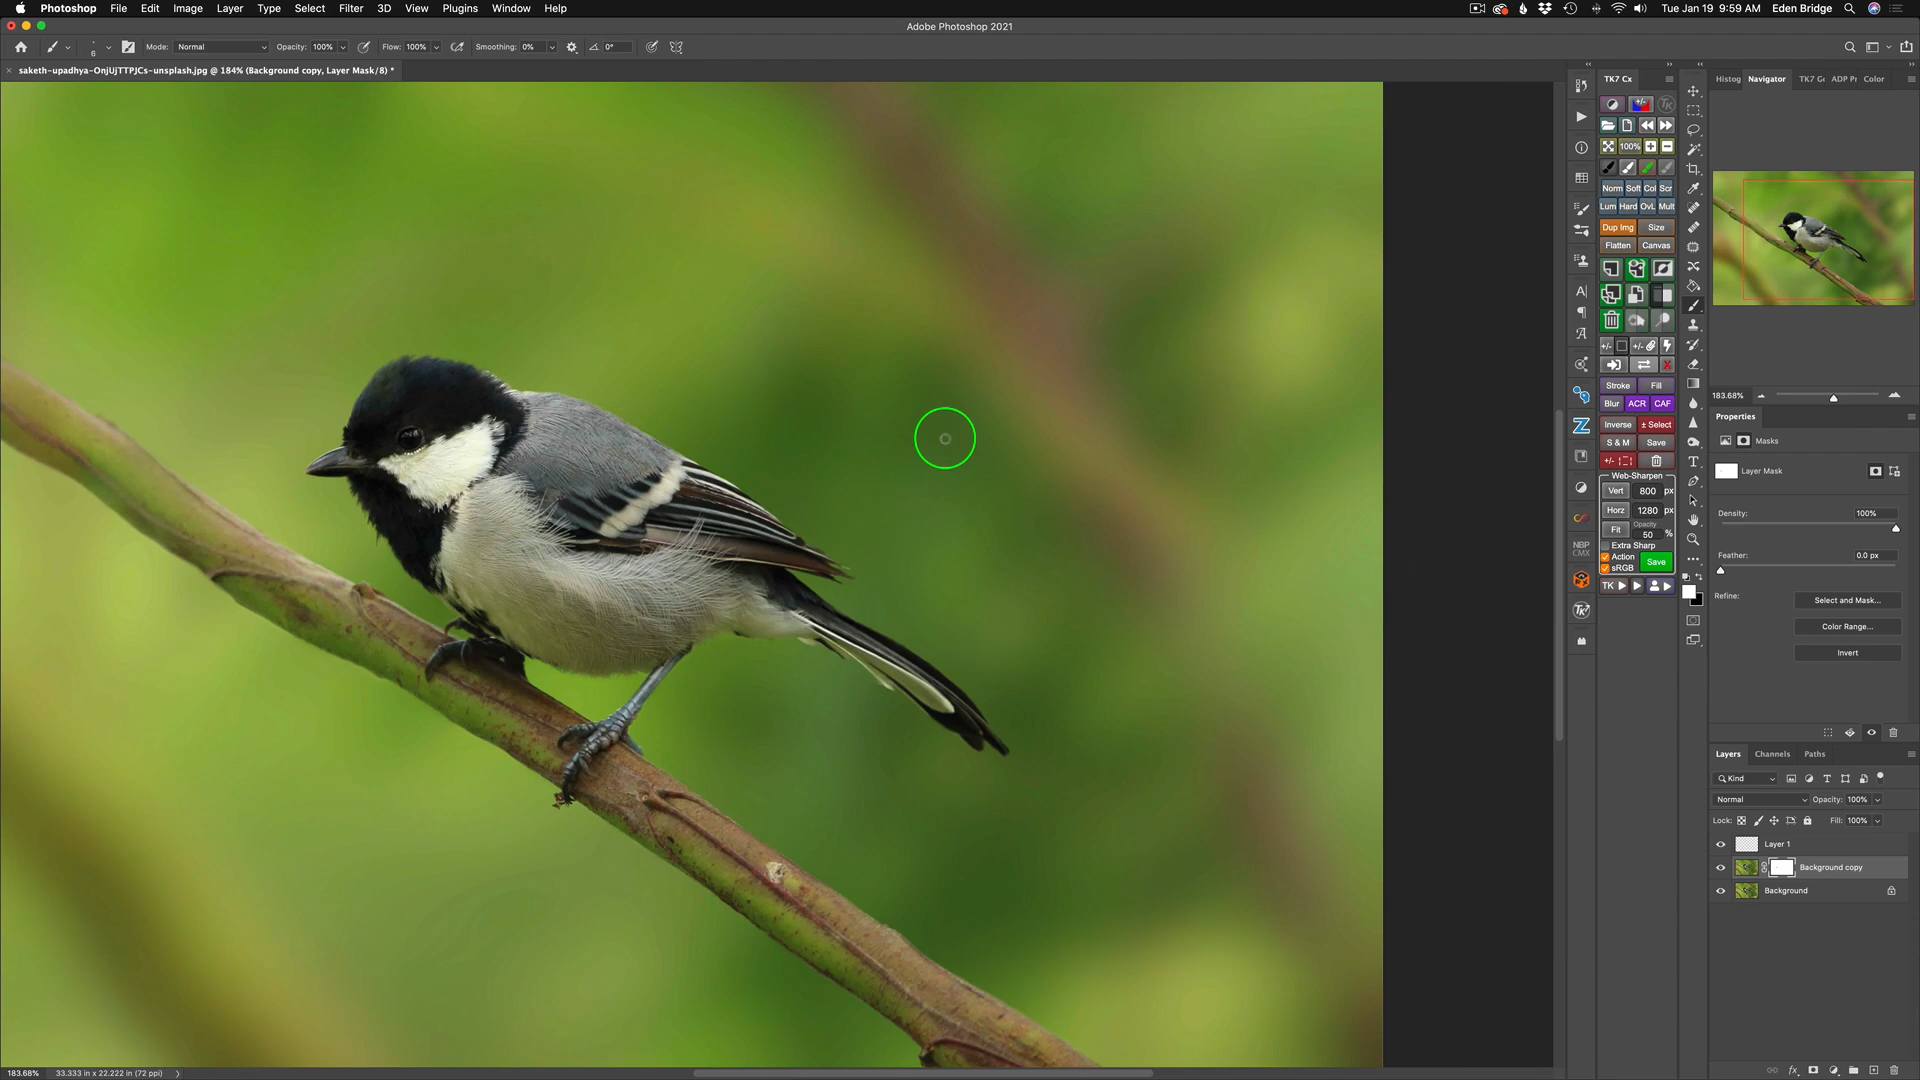 Photoshop File Edit Image Layer Type Select Filter 3D View Plugins Window Help Tue Jan 19 9:59 AM Eden Bridge
Adobe Photoshop 2021
6 Mode: Normal Opacity: 100% Flow: 100% Smoothing: 0% 0°
× saketh-upadhya-OnjUjTTPJCs-unsplash.jpg @ 184% (Background copy, Layer Mask/8) *
TK7 Cx
100%
Norm Soft Col Scr
Lum Hard OvL Mult
Dup Img Size
Flatten Canvas
+/- +/-
X
Stroke Fill
Blur ACR CAF
Inverse ± Select
S & M Save
+/-
Web-Sharpen
Vert 800 px
Horz 1280 px
Fit Opacity 50 %
Extra Sharp
Action
sRGB
Save
TK
NBP
CMX
Histog Navigator TK7 Gc ADP Pr Color
183.68%
Properties
Masks
Layer Mask
Density: 100%
Feather: 0.0 px
Refine: Select and Mask...
Color Range...
Invert
Layers Channels Paths
Kind
Normal Opacity: 100%
Lock: Fill: 100%
Layer 1
Background copy
Background
fx
183.68% 33.333 in x 22.222 in (72 ppi)